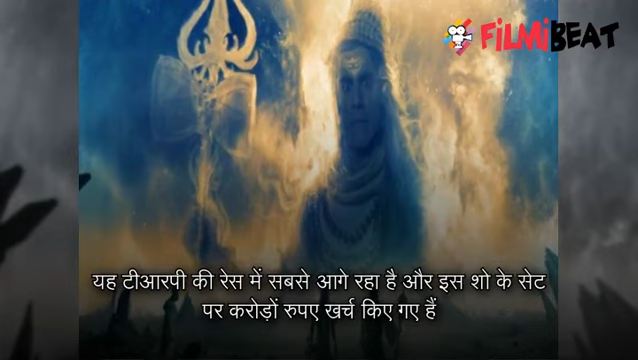 FiLMiBEAT
यह टीआरपी की रेस में सबसे आगे रहा है और इस शो के सेट
पर करोड़ों रुपए खर्च किए गए हैं